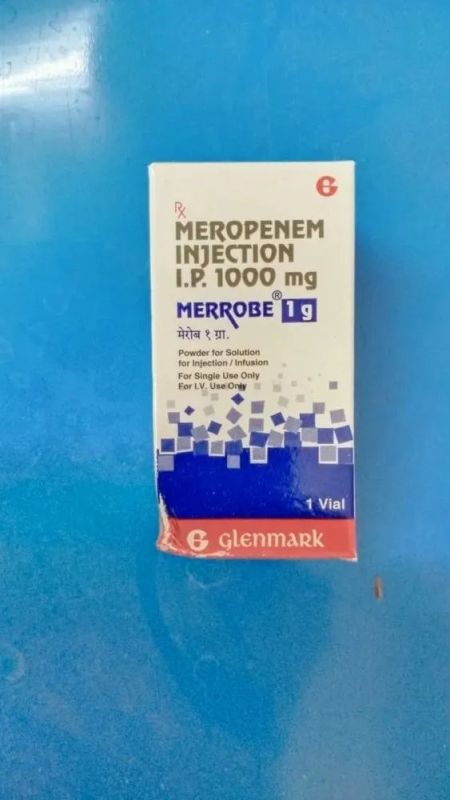 Rx
MEROPENEM
INJECTION
I.P. 1000 mg
MERROBE® 1 g
मेरोब १ ग्रा.
Powder for Solution
for Injection / Infusion
For Single Use Only
For I.V. Use Only
1 Vial
G glenmark